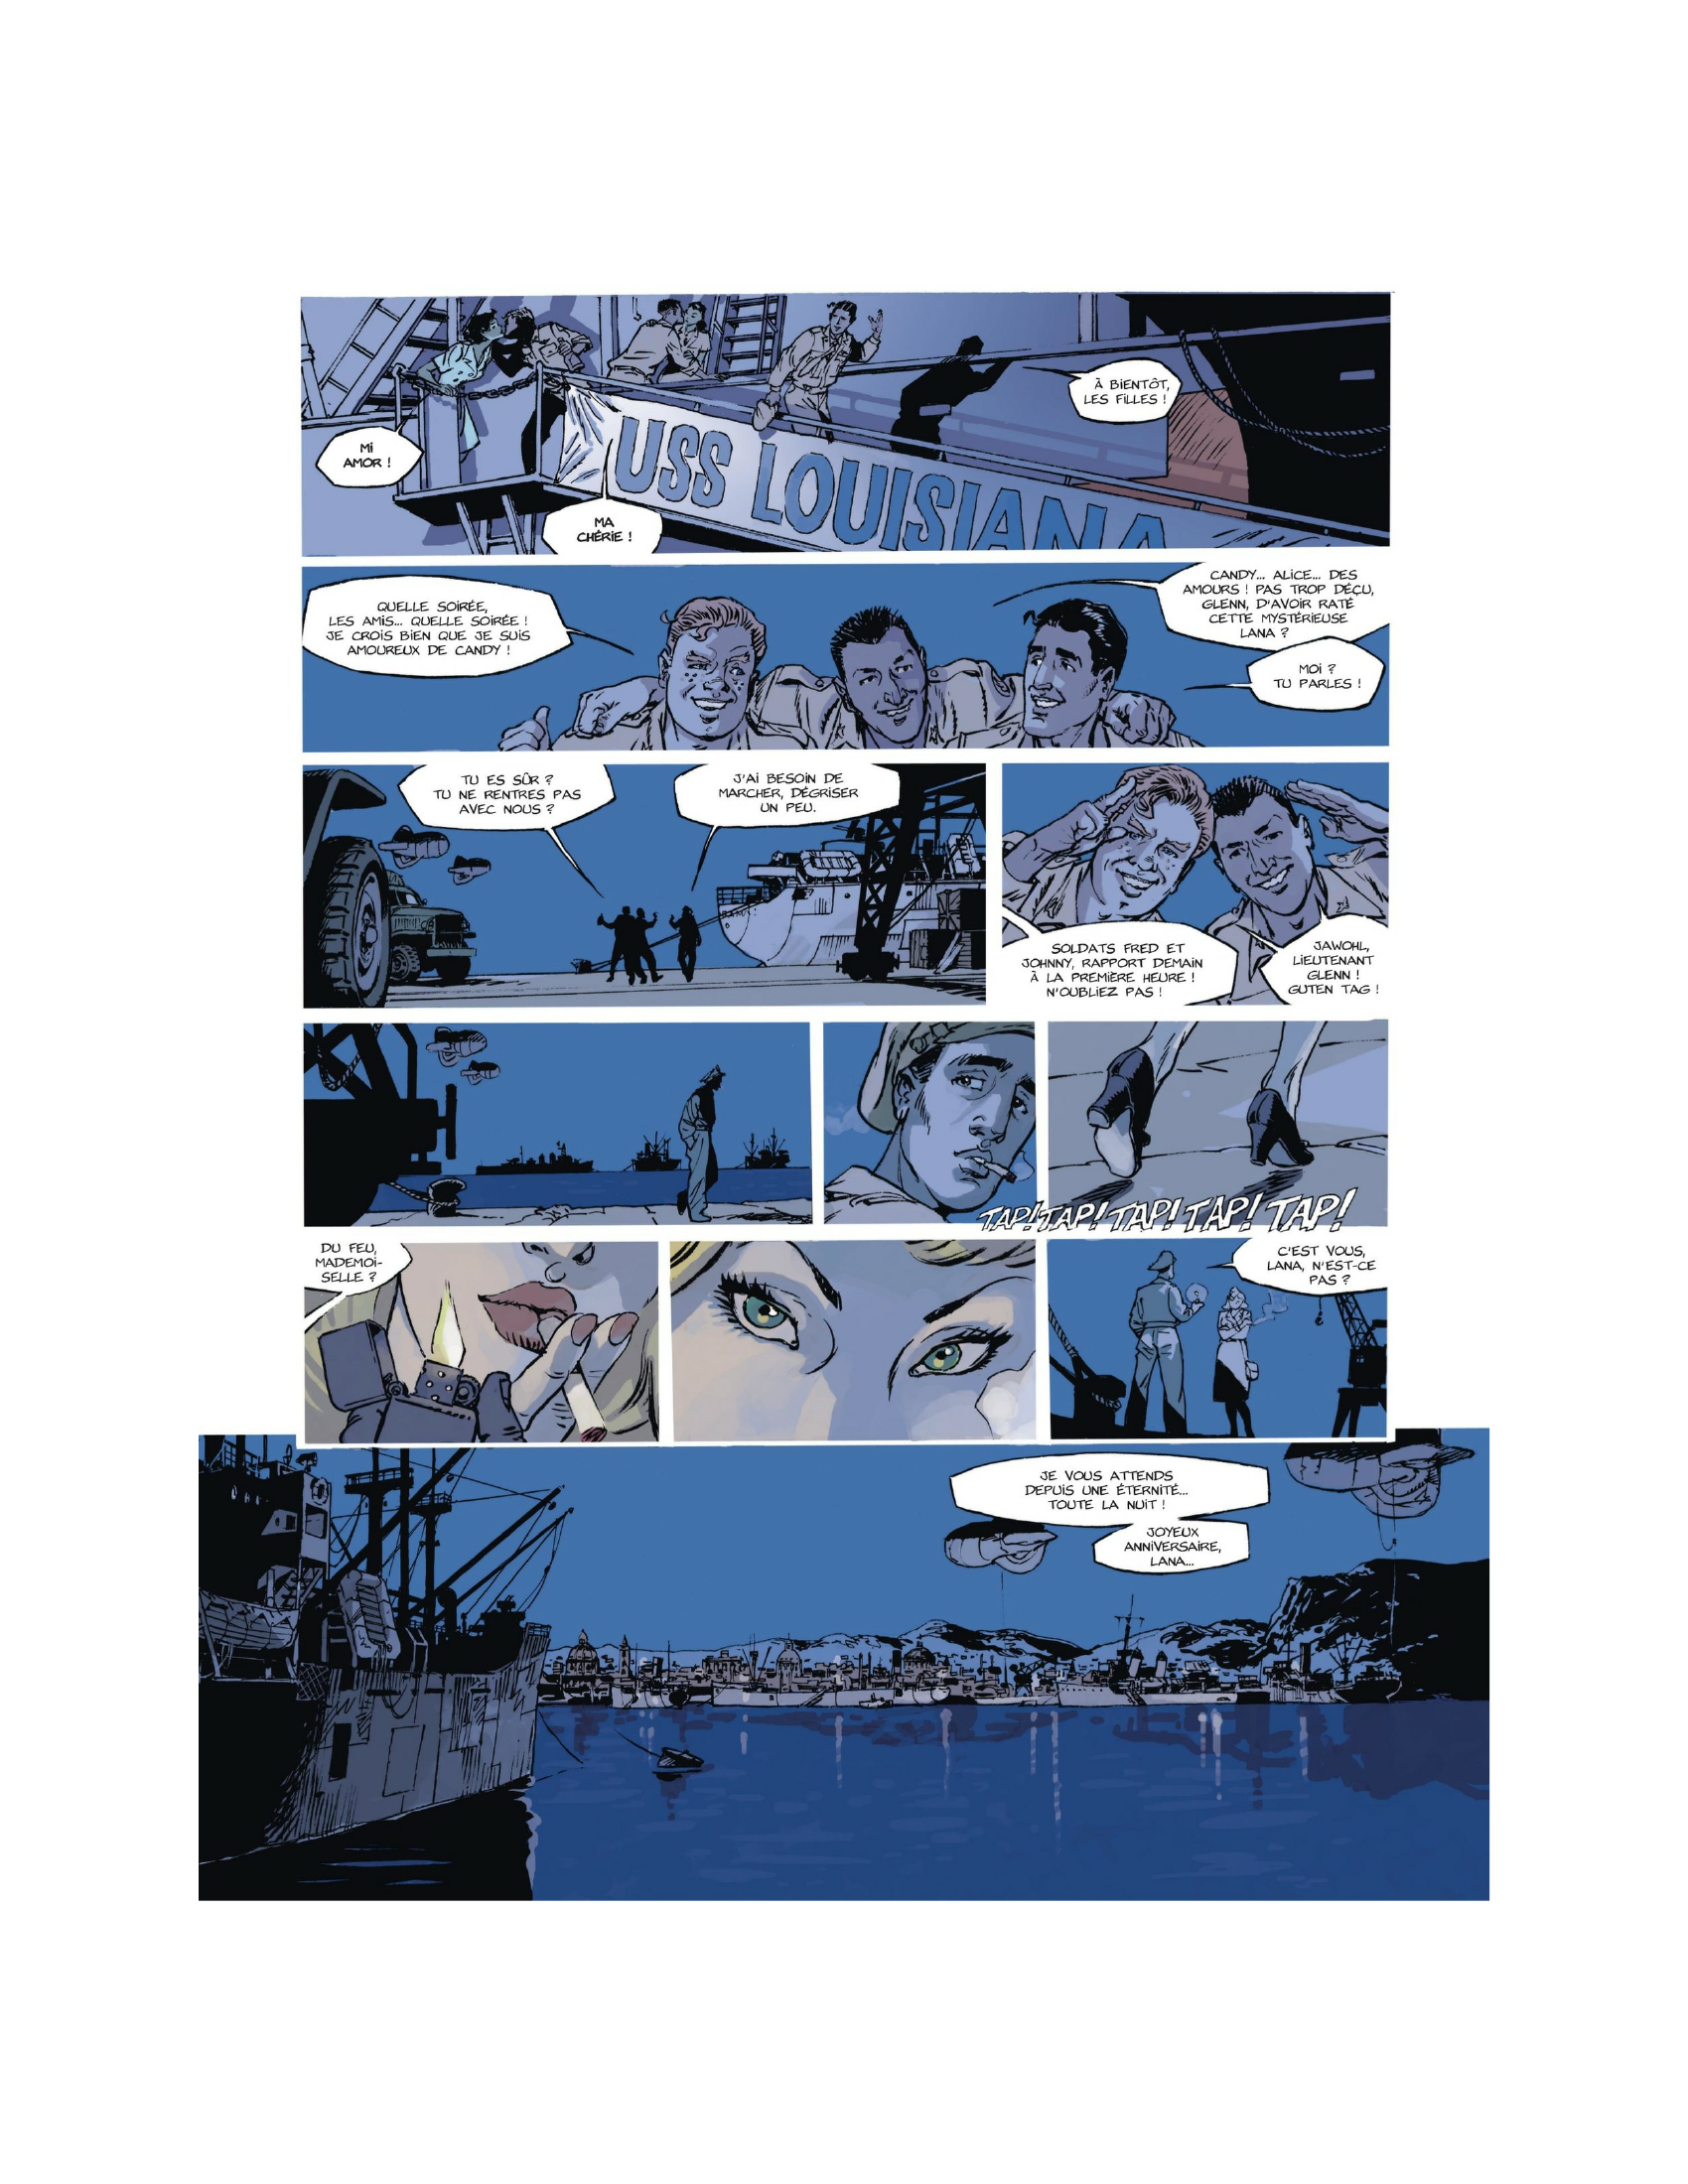 À BIENTÔT,
LES FILLES !
MI
AMOR !
USS LOUISIANA
MA
CHÉRIE !
QUELLE SOIRÉE,
LES AMIS... QUELLE SOIRÉE !
JE CROIS BIEN QUE JE SUIS
AMOUREUX DE CANDY !
CANDY... ALICE... DES
AMOURS ! PAS TROP DÉÇU,
GLENN, D'AVOIR RATÉ
CETTE MYSTÉRIEUSE
LANA ?
MOI ?
TU PARLES !
TU ES SÛR ?
TU NE RENTRES PAS
AVEC NOUS ?
J'AI BESOIN DE
MARCHER, DÉGRISER
UN PEU.
SOLDATS FRED ET
JOHNNY, RAPPORT DEMAIN
À LA PREMIÈRE HEURE !
N'OUBLIEZ PAS !
JAWOHL,
LIEUTENANT
GLENN !
GUTEN TAG !
TAP! TAP! TAP! TAP! TAP!
DU FEU,
MADEMOI-
SELLE ?
C'EST VOUS,
LANA, N'EST-CE
PAS ?
JE VOUS ATTENDS
DEPUIS UNE ÉTERNITÉ...
TOUTE LA NUIT !
JOYEUX
ANNIVERSAIRE,
LANA...